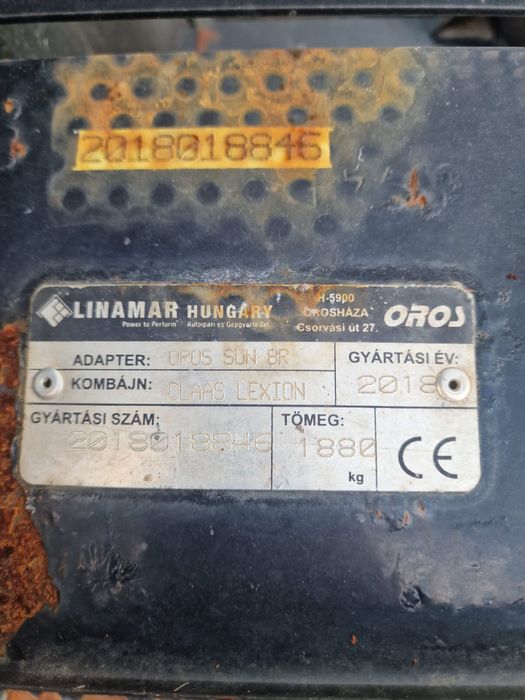 2018018846
LINAMAR HUNGARY
Power to Perform Autóipari és Gépgyártó Zrt.
H-5900
OROSHÁZA
Csorvási út 27.
OROS
ADAPTER: OROS SUN 8R
GYÁRTÁSI ÉV:
KOMBÁJN: CLAAS LEXION
2018
GYÁRTÁSI SZÁM:
2018018846
TÖMEG:
1880
kg
CE